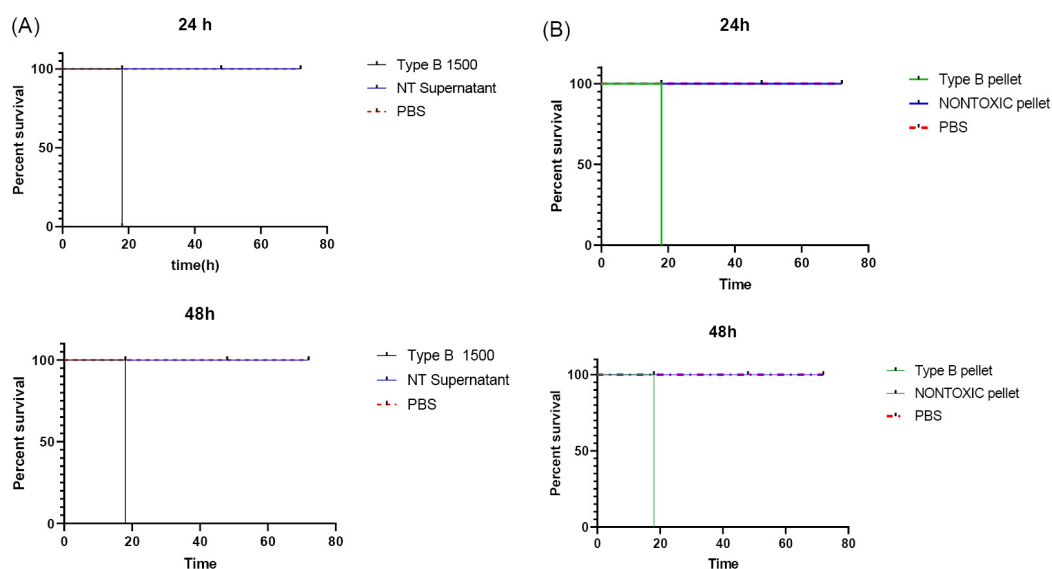 (A)
24 h
Percent survival
100
50
0
0 20 40 60 80
time(h)
Type B 1500
NT Supernatant
PBS
48h
Percent survival
100
50
0
0 20 40 60 80
Time
Type B 1500
NT Supernatant
PBS
(B)
24h
Percent survival
100
50
0
0 20 40 60 80
Time
Type B pellet
NONTOXIC pellet
PBS
48h
Percent survival
100
50
0
0 20 40 60 80
Time
Type B pellet
NONTOXIC pellet
PBS